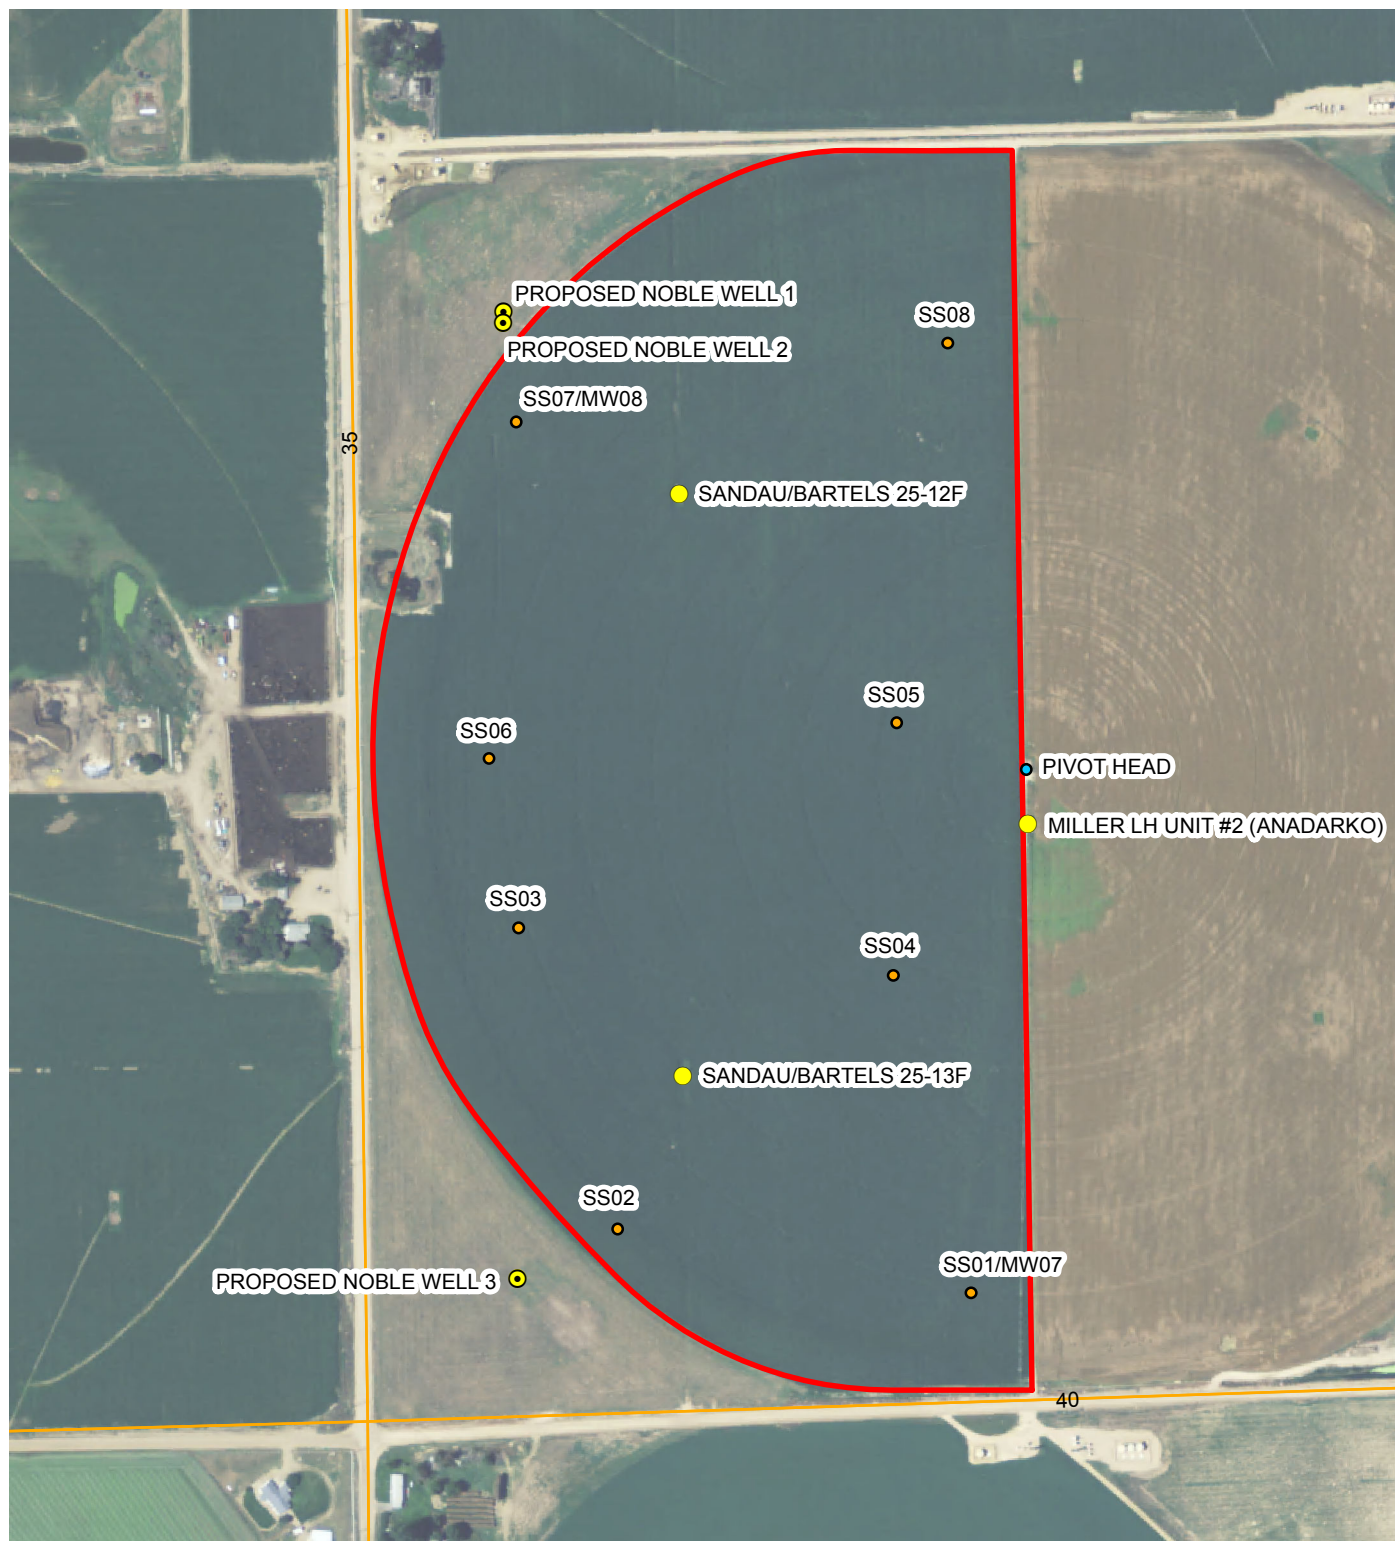 PROPOSED NOBLE WELL 1
SS08
PROPOSED NOBLE WELL 2
SS07/MW08
35
SANDAU/BARTELS 25-12F
SS05
SS06
PIVOT HEAD
MILLER LH UNIT #2 (ANADARKO)
SS03
SS04
SANDAU/BARTELS 25-13F
SS02
SS01/MW07
PROPOSED NOBLE WELL 3
40